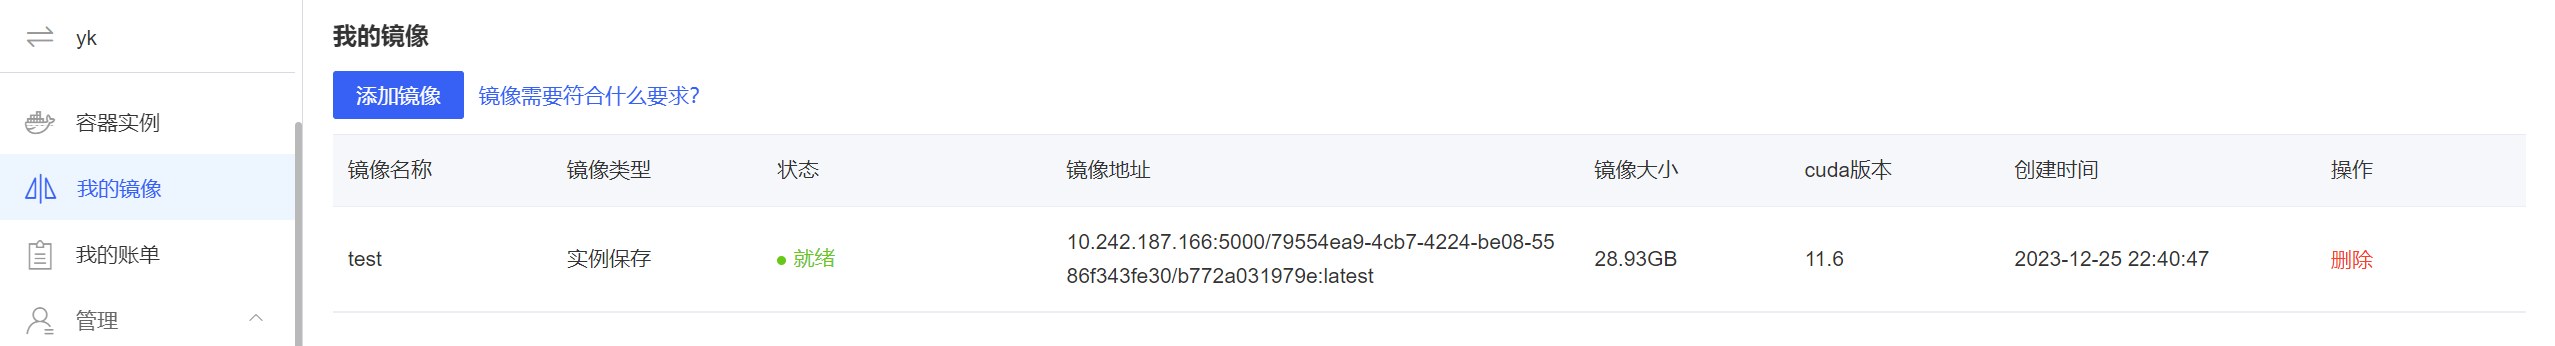 yk
容器实例
我的镜像
我的账单
管理
我的镜像
添加镜像 镜像需要符合什么要求?
镜像名称 镜像类型 状态 镜像地址 镜像大小 cuda版本 创建时间 操作
test 实例保存 就绪 10.242.187.166:5000/79554ea9-4cb7-4224-be08-55 28.93GB 11.6 2023-12-25 22:40:47 删除
86f343fe30/b772a031979e:latest